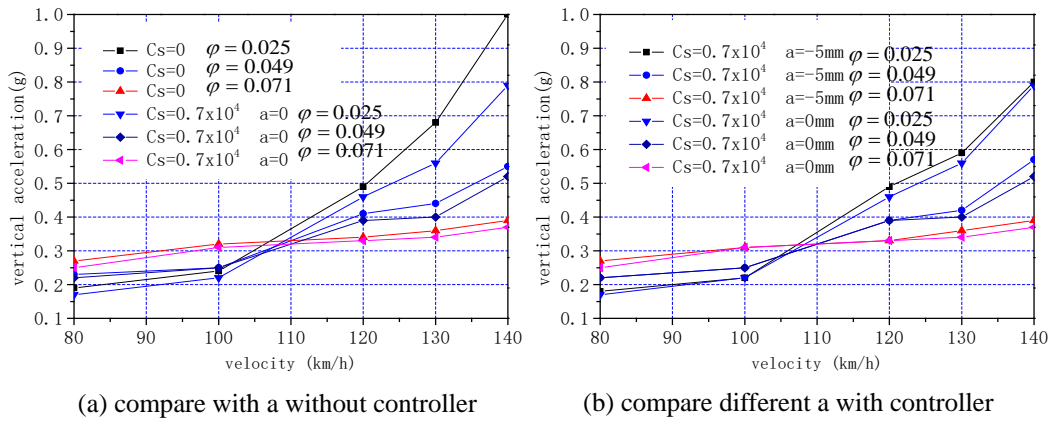 1.0
0.9
0.8
0.7
0.6
0.5
0.4
0.3
0.2
0.1
vertical acceleration(g)
Cs=0 φ = 0.025
Cs=0 φ = 0.049
Cs=0 φ = 0.071
Cs=0.7x10⁴ a=0 φ = 0.025
Cs=0.7x10⁴ a=0 φ = 0.049
Cs=0.7x10⁴ a=0 φ = 0.071
80 90 100 110 120 130 140
velocity (km/h)
(a) compare with a without controller
1.0
0.9
0.8
0.7
0.6
0.5
0.4
0.3
0.2
0.1
vertical acceleration(g)
Cs=0.7x10⁴ a=-5mm φ = 0.025
Cs=0.7x10⁴ a=-5mm φ = 0.049
Cs=0.7x10⁴ a=-5mm φ = 0.071
Cs=0.7x10⁴ a=0mm φ = 0.025
Cs=0.7x10⁴ a=0mm φ = 0.049
Cs=0.7x10⁴ a=0mm φ = 0.071
80 90 100 110 120 130 140
velocity (km/h)
(b) compare different a with controller